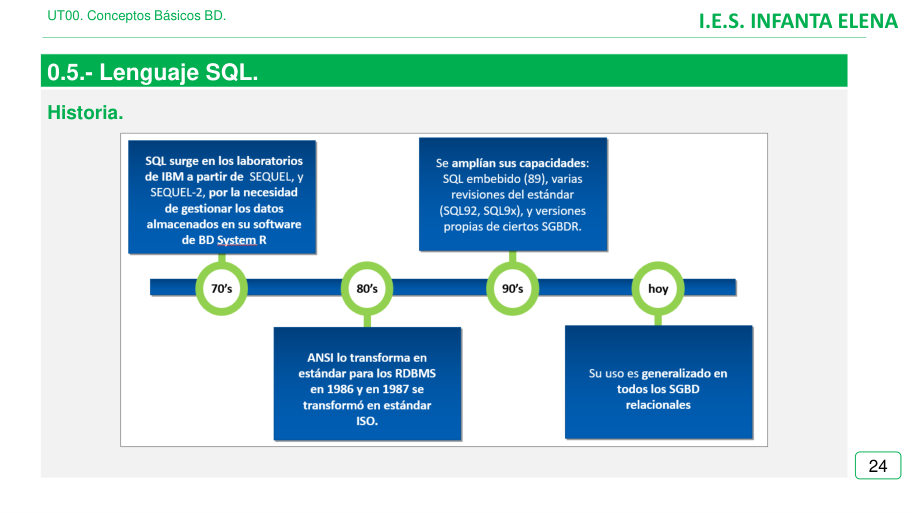 UT00. Conceptos Básicos BD.
I.E.S. INFANTA ELENA
0.5.- Lenguaje SQL.
Historia.
SQL surge en los laboratorios
de IBM a partir de SEQUEL, y
SEQUEL-2, por la necesidad
de gestionar los datos
almacenados en su software
de BD System R
Se amplían sus capacidades:
SQL embebido (89), varias
revisiones del estándar
(SQL92, SQL9x), y versiones
propias de ciertos SGBDR.
70's
80's
90's
hoy
ANSI lo transforma en
estándar para los RDBMS
en 1986 y en 1987 se
transformó en estándar
ISO.
Su uso es generalizado en
todos los SGBD
relacionales
24